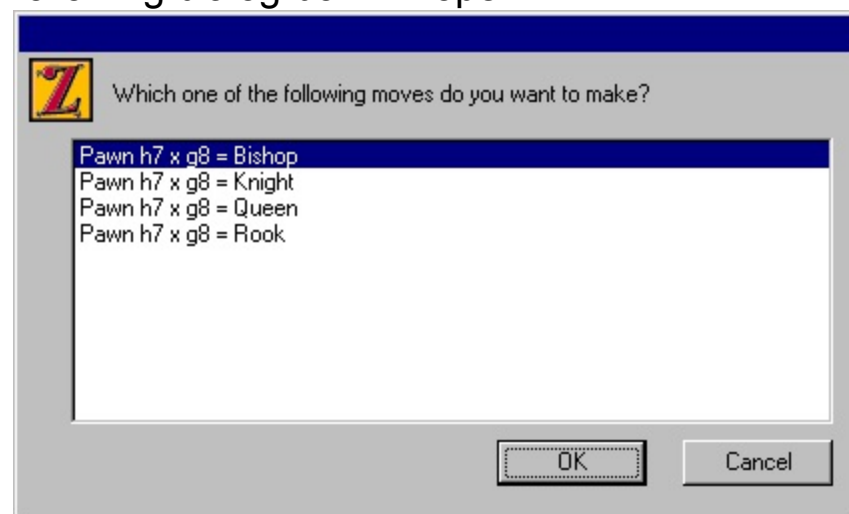 Which one of the following moves do you want to make?
Pawn h7 x g8 = Bishop
Pawn h7 x g8 = Knight
Pawn h7 x g8 = Queen
Pawn h7 x g8 = Rook
OK Cancel